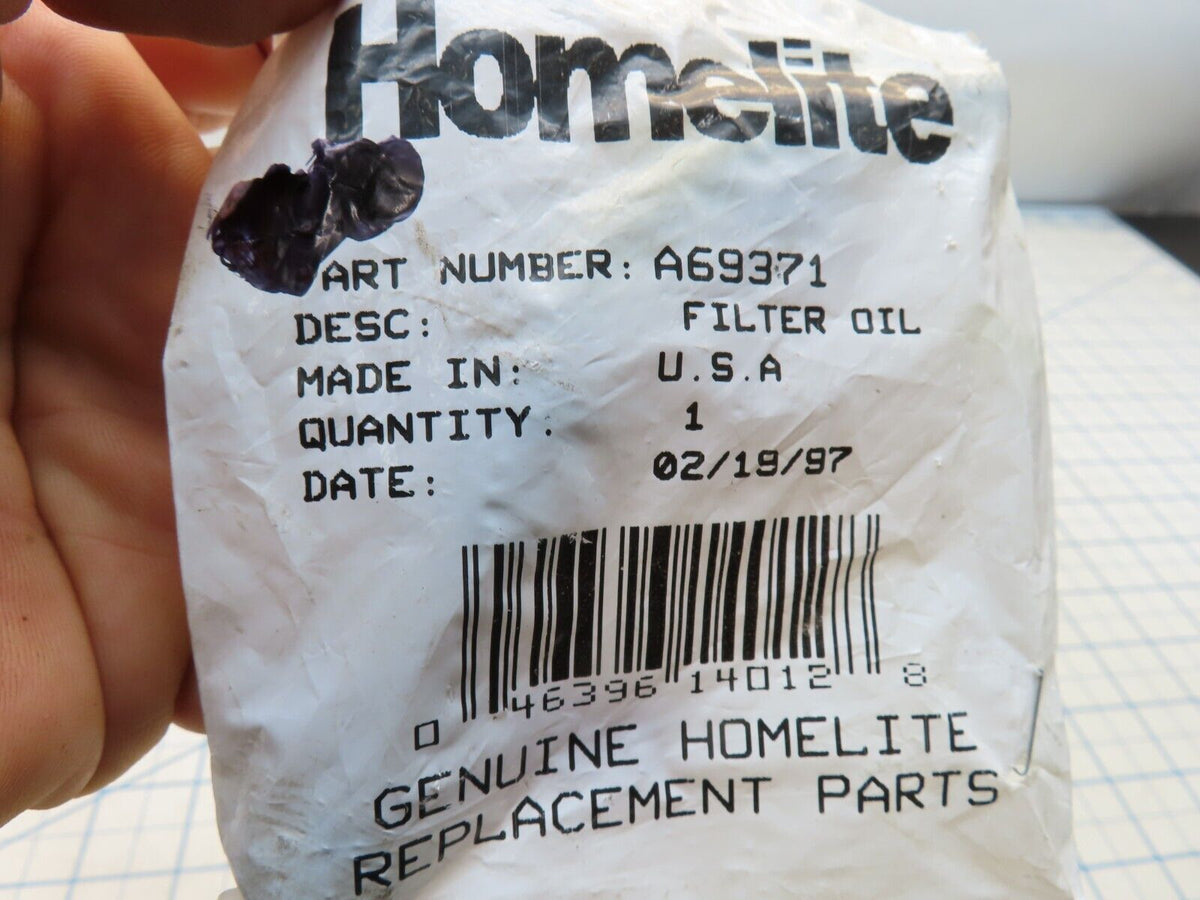 Homelite
ART NUMBER: A69371
DESC: FILTER OIL
MADE IN: U.S.A
QUANTITY: 1
DATE: 02/19/97
0 46396 14012 8
GENUINE HOMELITE
REPLACEMENT PARTS